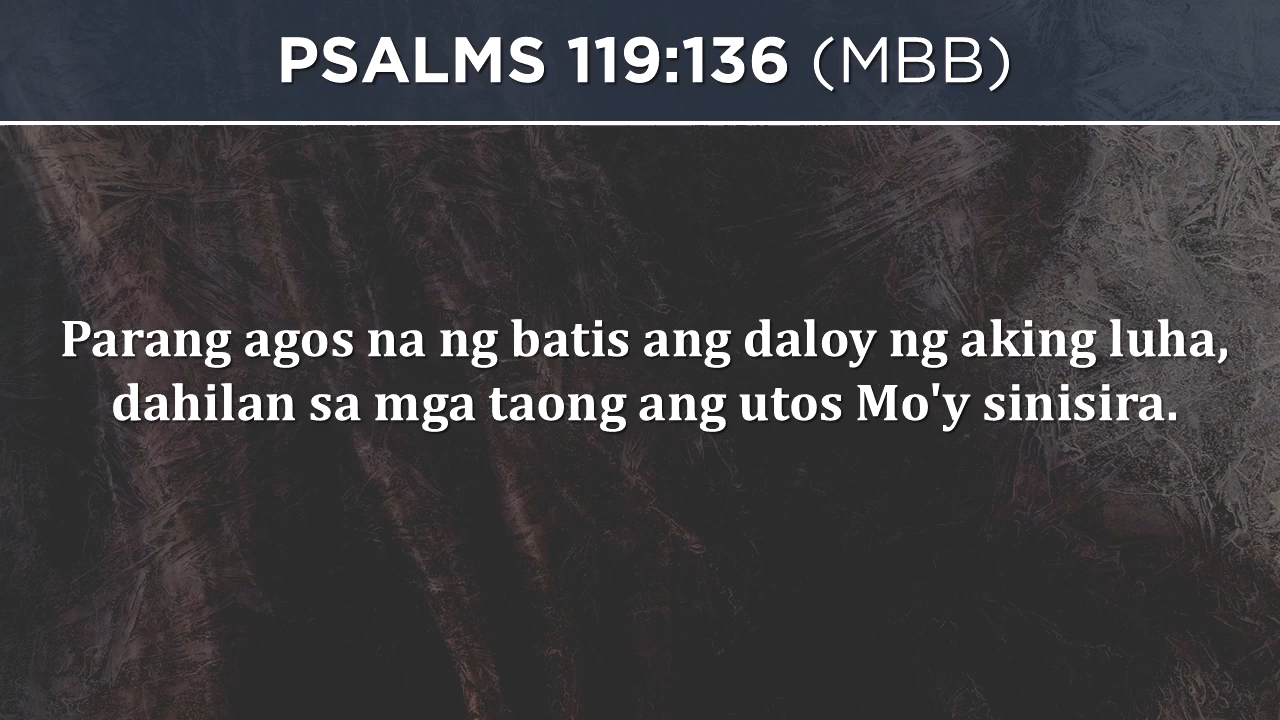 PSALMS 119:136 (MBB)
Parang agos na ng batis ang daloy ng aking luha,
dahilan sa mga taong ang utos Mo'y sinisira.